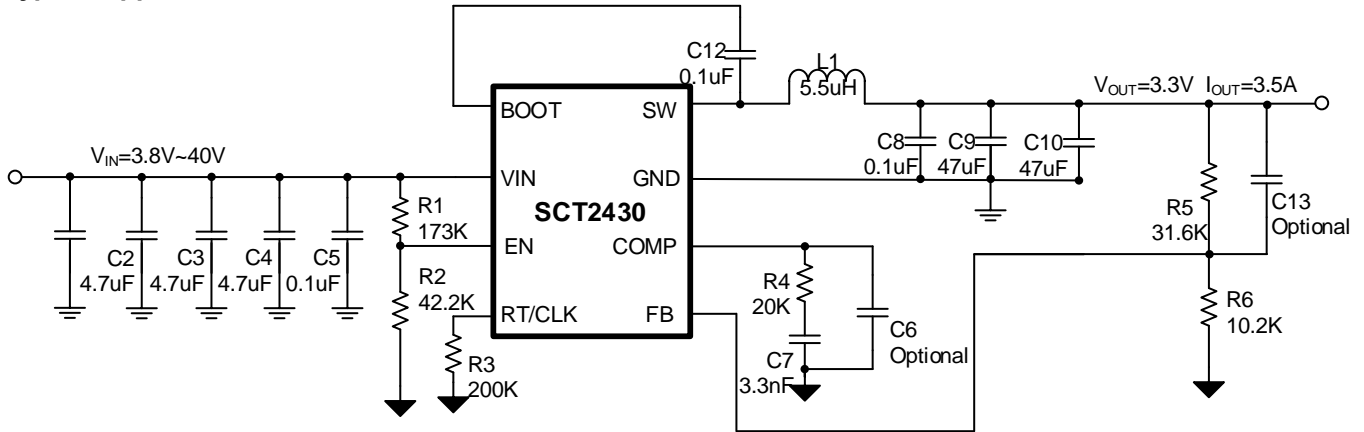 C12
0.1uF
L1
5.5uH
V_OUT=3.3V I_OUT=3.5A
BOOT
SW
C8
0.1uF
C9
47uF
C10
47uF
V_IN=3.8V~40V
VIN
GND
SCT2430
R1
173K
R5
31.6K
C13
Optional
EN
COMP
C2
4.7uF
C3
4.7uF
C4
4.7uF
C5
0.1uF
R2
42.2K
R4
20K
RT/CLK
FB
C6
Optional
R6
10.2K
R3
200K
C7
3.3nF